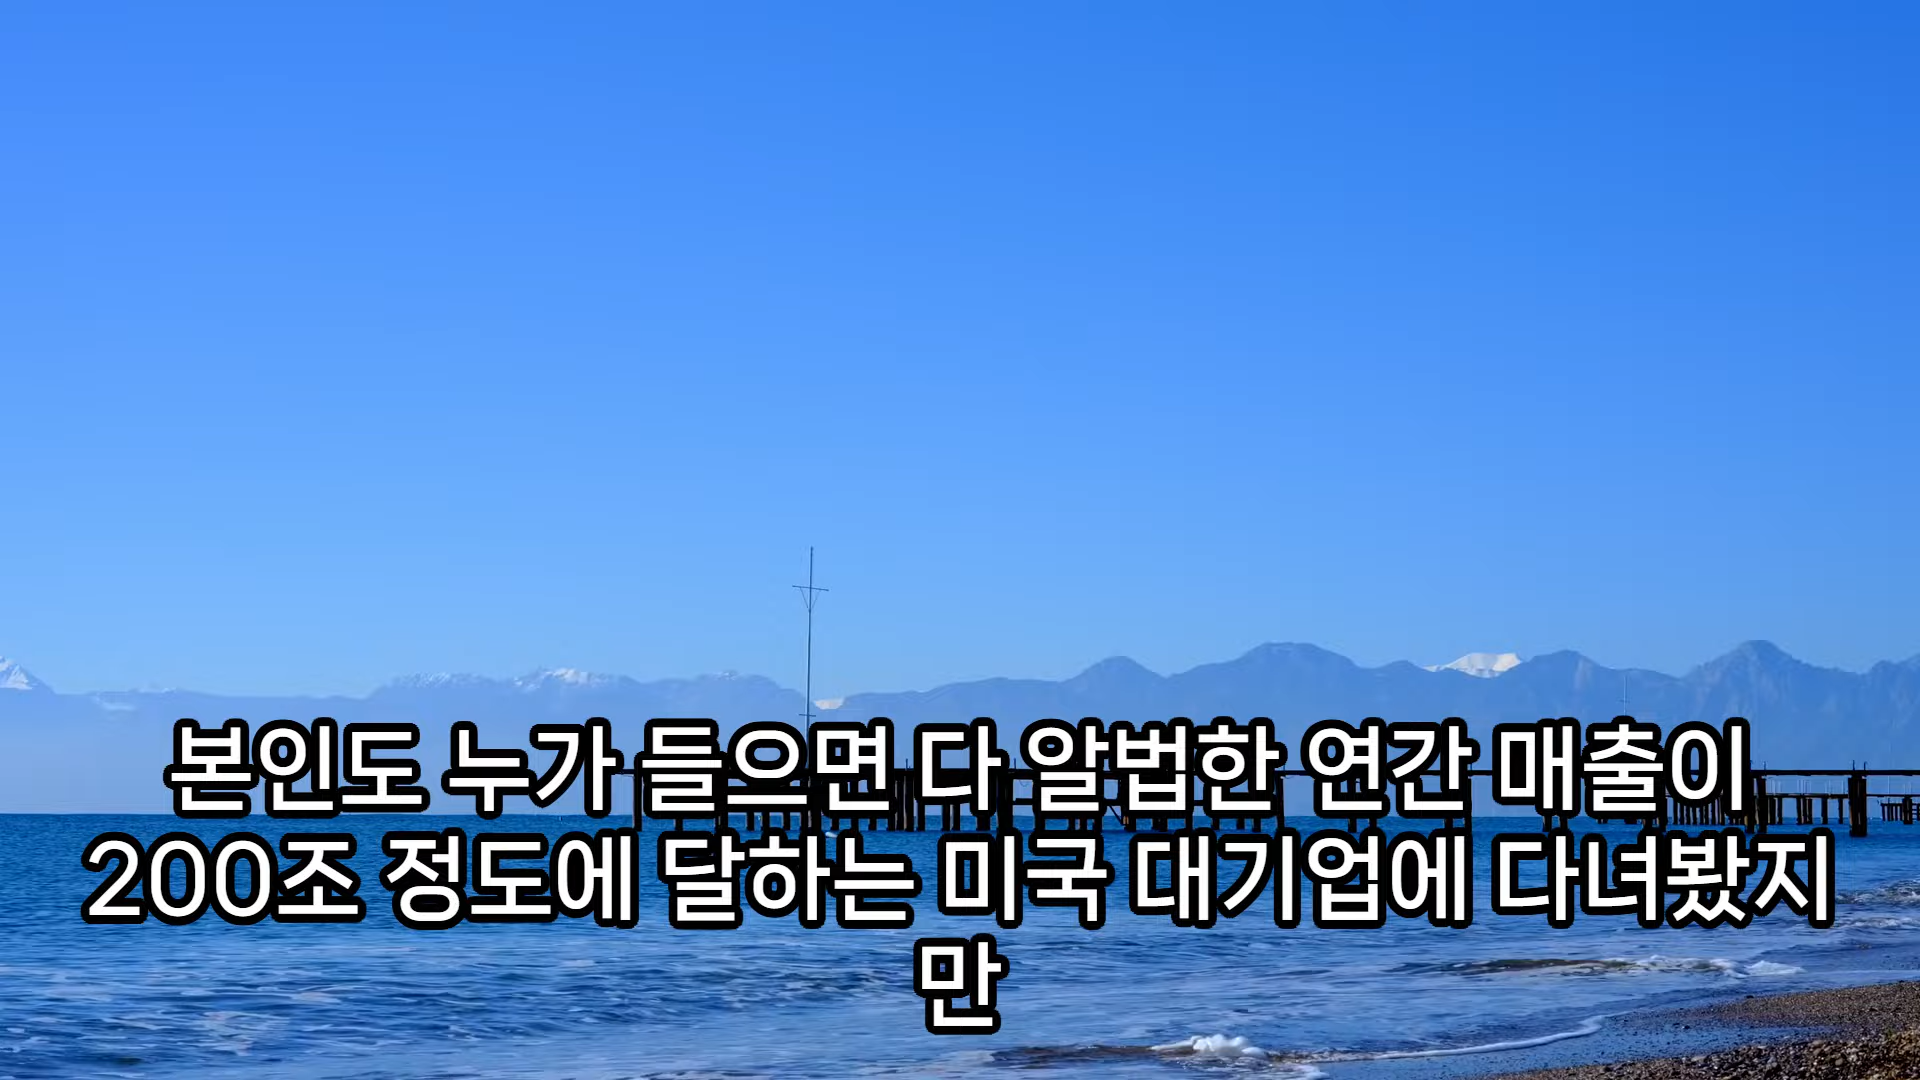 본인도 누가 들으면 다 알법한 연간 매출이
200조 정도에 달하는 미국 대기업에 다녀봤지
만